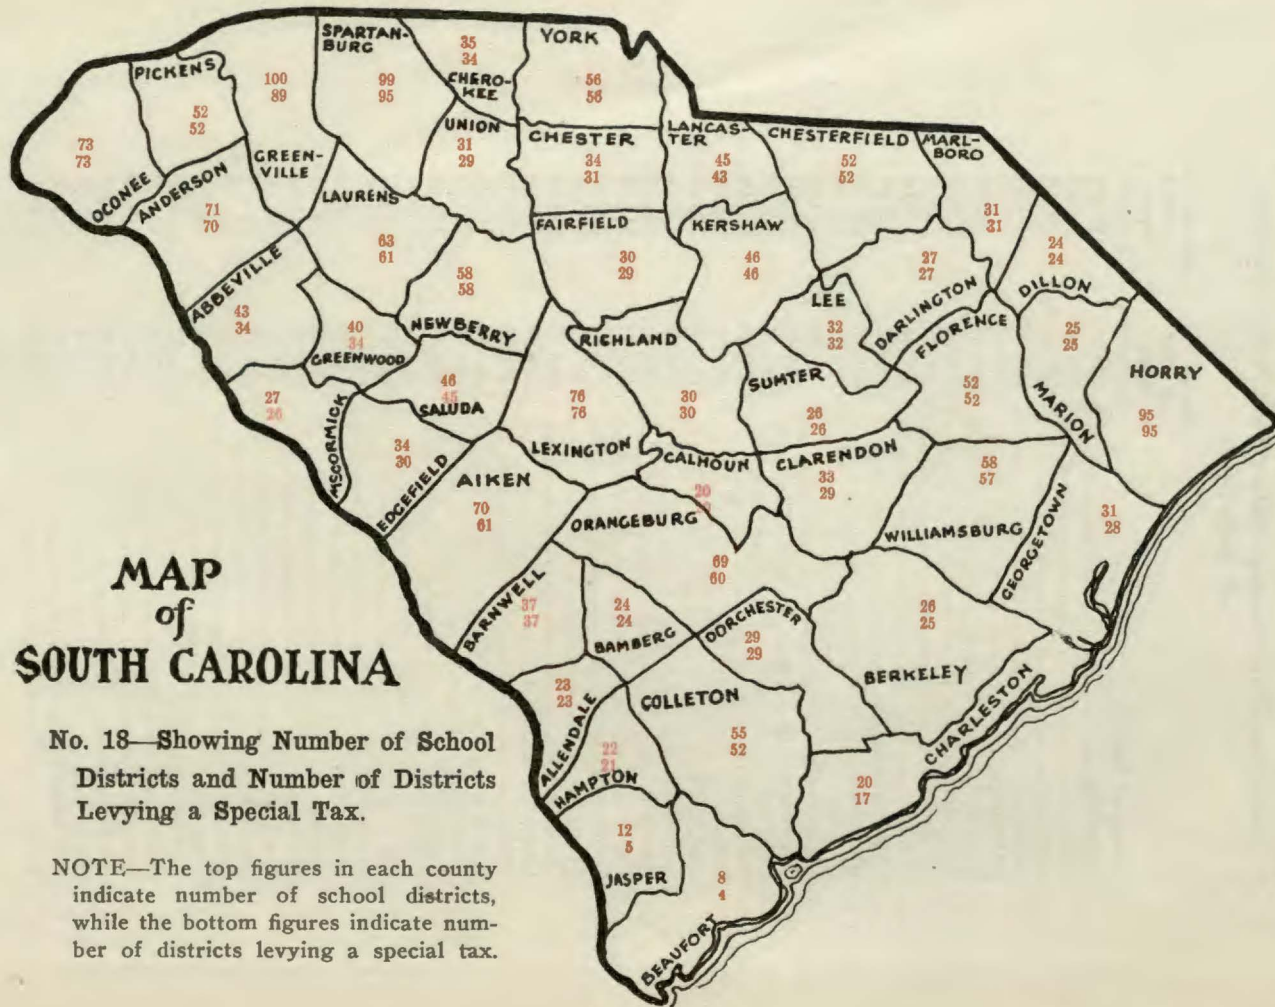 SPARTAN-
BURG
99
95
35
34
CHERO-
KEE
YORK
56
56
PICKENS
52
52
100
89
GREEN-
VILLE
73
73
OCONEE
ANDERSON
71
70
UNION
31
29
CHESTER
34
31
LANCAS-
TER
45
43
CHESTERFIELD
52
52
MARL-
BORO
31
31
LAURENS
63
61
FAIRFIELD
30
29
KERSHAW
46
46
24
24
DILLON
ABBEVILLE
43
34
40
34
GREENWOOD
58
58
NEWBERRY
RICHLAND
30
30
LEE
32
32
27
27
DARLINGTON
FLORENCE
52
52
25
25
MARION
HORRY
95
95
27
26
MCCORMICK
46
45
SALUDA
76
76
LEXINGTON
SUMTER
26
26
34
30
EDGEFIELD
AIKEN
70
61
CALHOUN
20
CLARENDON
33
29
58
57
WILLIAMSBURG
GEORGETOWN
31
28
ORANGEBURG
69
60
BARNWELL
37
37
24
24
BAMBERG
DORCHESTER
29
29
26
25
BERKELEY
23
23
ALLENDALE
COLLETON
55
52
CHARLESTON
20
17
22
21
HAMPTON
12
5
JASPER
8
4
BEAUFORT
MAP
of
SOUTH CAROLINA
No. 18—Showing Number of School
Districts and Number of Districts
Levying a Special Tax.
NOTE—The top figures in each county
indicate number of school districts,
while the bottom figures indicate num-
ber of districts levying a special tax.